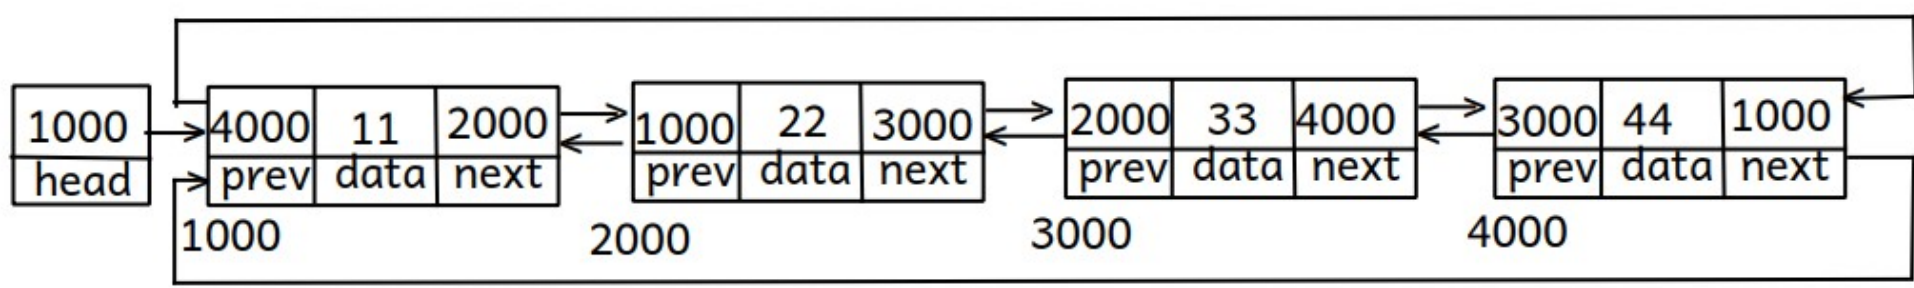 1000 4000 11 2000 1000 22 3000 2000 33 4000 3000 44 1000
head prev data next prev data next prev data next prev data next
1000 2000 3000 4000